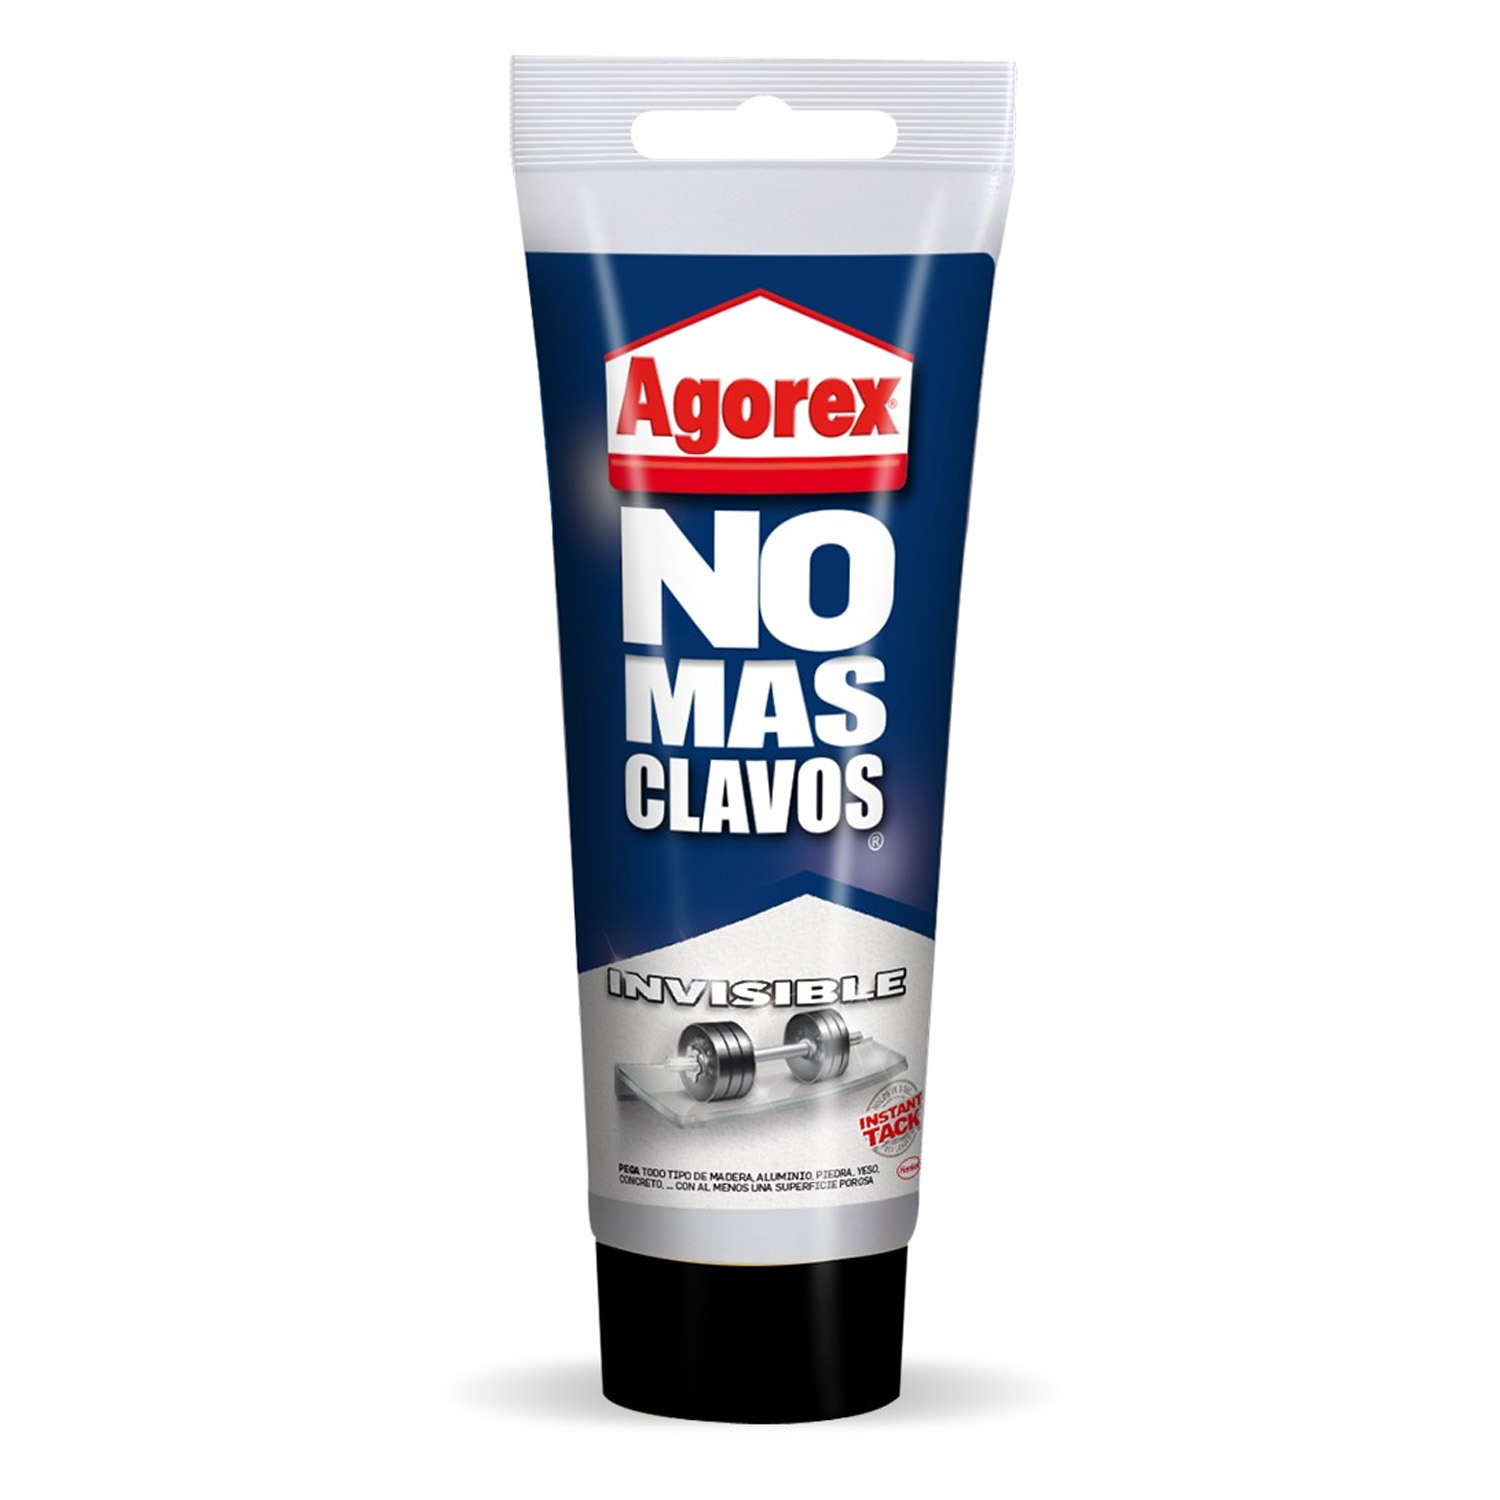 Agorex®
NO
MAS
CLAVOS
®
INVISIBLE
INSTANT
TACK
Henkel
PEGA TODO TIPO DE MADERA, ALUMINIO, PIEDRA, YESO,
CONCRETO, ... CON AL MENOS UNA SUPERFICIE POROSA